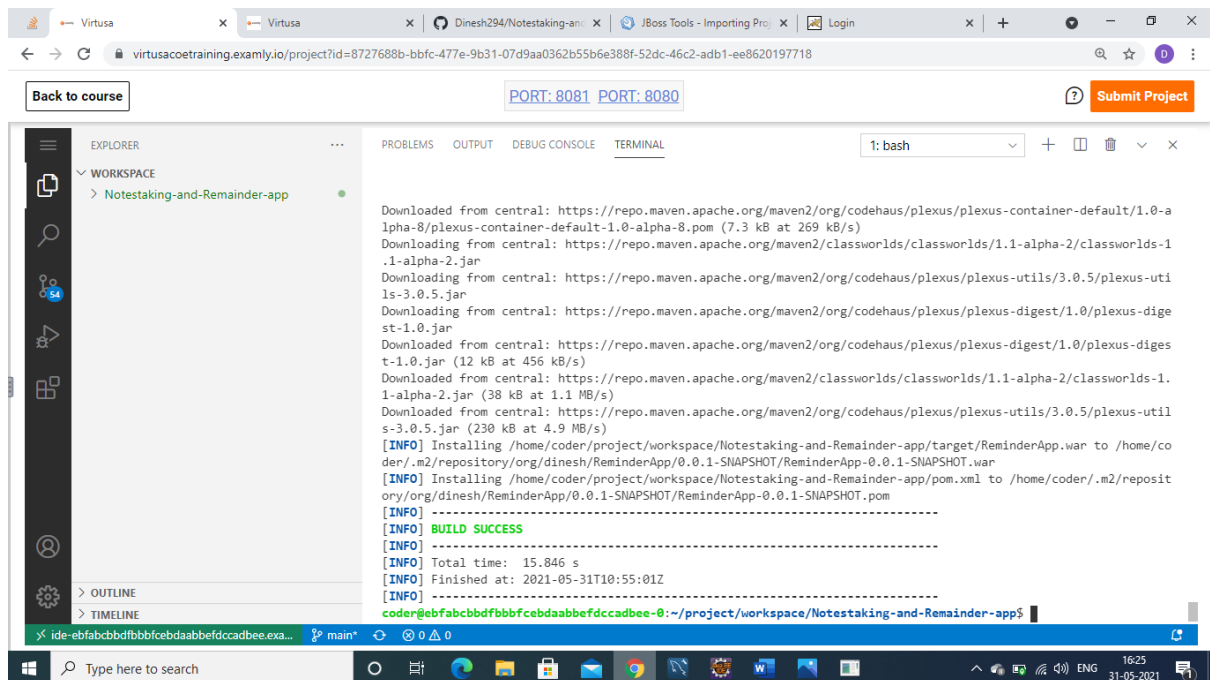 Virtusa
Virtusa
Dinesh294/Notestaking-and
JBoss Tools - Importing Proj
Login
virtusacoetraining.examly.io/project?id=8727688b-bbfc-477e-9b31-07d9aa0362b55b6e388f-52dc-46c2-adb1-ee8620197718
D
Back to course
PORT: 8081 PORT: 8080
Submit Project
EXPLORER
WORKSPACE
Notestaking-and-Remainder-app
54
OUTLINE
TIMELINE
PROBLEMS OUTPUT DEBUG CONSOLE TERMINAL
1: bash
Downloaded from central: https://repo.maven.apache.org/maven2/org/codehaus/plexus/plexus-container-default/1.0-a
lpha-8/plexus-container-default-1.0-alpha-8.pom (7.3 kB at 269 kB/s)
Downloading from central: https://repo.maven.apache.org/maven2/classworlds/classworlds/1.1-alpha-2/classworlds-1
.1-alpha-2.jar
Downloading from central: https://repo.maven.apache.org/maven2/org/codehaus/plexus/plexus-utils/3.0.5/plexus-uti
ls-3.0.5.jar
Downloading from central: https://repo.maven.apache.org/maven2/org/codehaus/plexus/plexus-digest/1.0/plexus-dige
st-1.0.jar
Downloaded from central: https://repo.maven.apache.org/maven2/org/codehaus/plexus/plexus-digest/1.0/plexus-diges
t-1.0.jar (12 kB at 456 kB/s)
Downloaded from central: https://repo.maven.apache.org/maven2/classworlds/classworlds/1.1-alpha-2/classworlds-1.
1-alpha-2.jar (38 kB at 1.1 MB/s)
Downloaded from central: https://repo.maven.apache.org/maven2/org/codehaus/plexus/plexus-utils/3.0.5/plexus-util
s-3.0.5.jar (230 kB at 4.9 MB/s)
[INFO] Installing /home/coder/project/workspace/Notestaking-and-Remainder-app/target/ReminderApp.war to /home/co
der/.m2/repository/org/dinesh/ReminderApp/0.0.1-SNAPSHOT/ReminderApp-0.0.1-SNAPSHOT.war
[INFO] Installing /home/coder/project/workspace/Notestaking-and-Remainder-app/pom.xml to /home/coder/.m2/reposit
ory/org/dinesh/ReminderApp/0.0.1-SNAPSHOT/ReminderApp-0.0.1-SNAPSHOT.pom
[INFO] ------------------------------------------------------------------------
[INFO] BUILD SUCCESS
[INFO] ------------------------------------------------------------------------
[INFO] Total time:  15.846 s
[INFO] Finished at: 2021-05-31T10:55:01Z
[INFO] ------------------------------------------------------------------------
coder@ebfabcbbdfbbbfcebdaabbefdccadbee-0:~/project/workspace/Notestaking-and-Remainder-app$
ide-ebfabcbbdfbbbfcebdaabbefdccadbee.exa... main* 0 0
Type here to search
W
ENG
16:25
31-05-2021